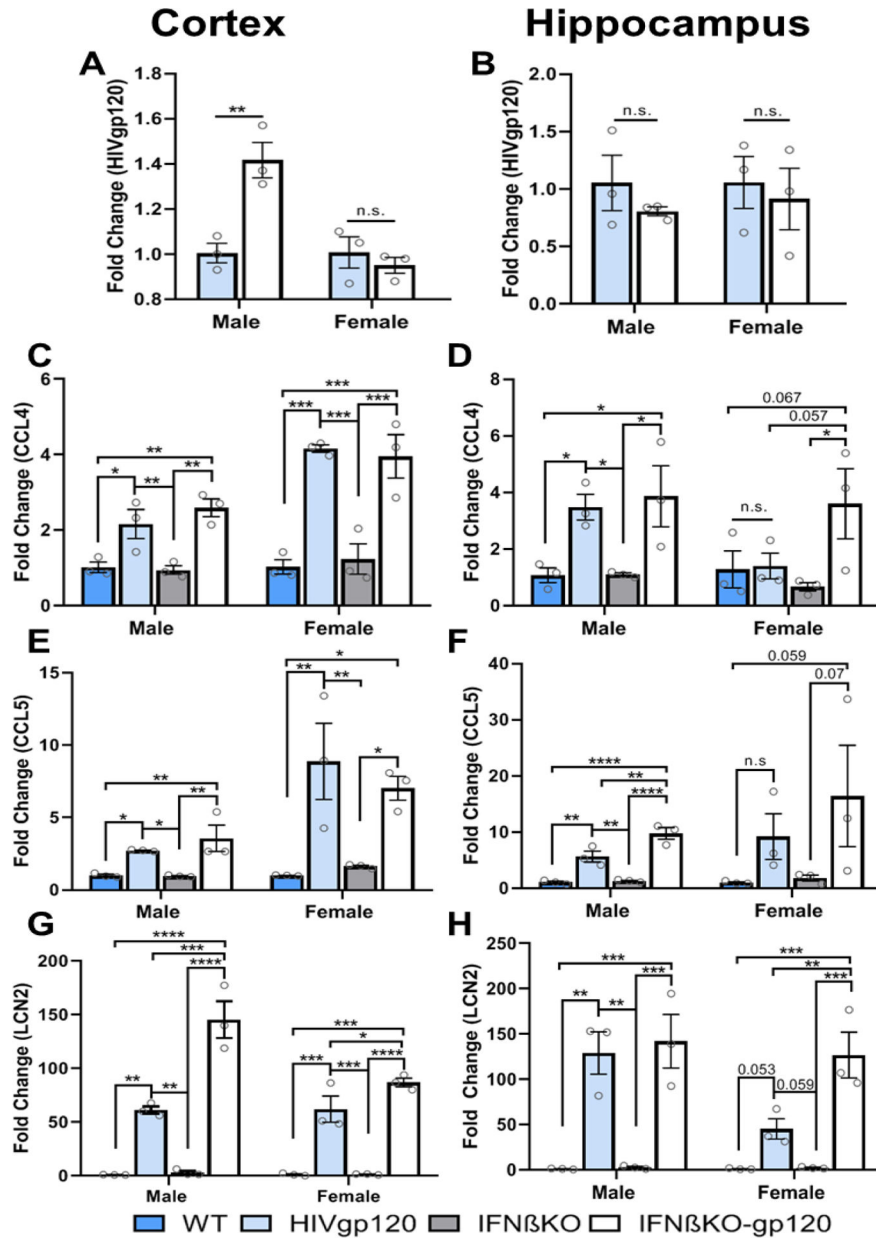 Cortex
Hippocampus
A
Fold Change (HIVgp120)
1.8
1.6
1.4
1.2
1.0
0.8
**
n.s.
Male
Female
B
Fold Change (HIVgp120)
2.0
1.5
1.0
0.5
0.0
n.s.
n.s.
Male
Female
C
Fold Change (CCL4)
6
4
2
0
**
*
**
**
***
***
***
***
Male
Female
D
Fold Change (CCL4)
8
6
4
2
0
*
*
*
*
0.067
0.057
*
n.s.
Male
Female
E
Fold Change (CCL5)
15
10
5
0
**
*
*
**
*
**
**
*
Male
Female
F
Fold Change (CCL5)
40
30
20
10
0
****
**
**
**
****
0.059
0.07
n.s
Male
Female
G
Fold Change (LCN2)
200
150
100
50
0
****
***
****
**
**
***
*
***
***
****
Male
Female
H
Fold Change (LCN2)
250
200
150
100
50
0
***
**
**
***
***
**
***
0.053
0.059
Male
Female
WT HIVgp120 IFNßKO IFNßKO-gp120